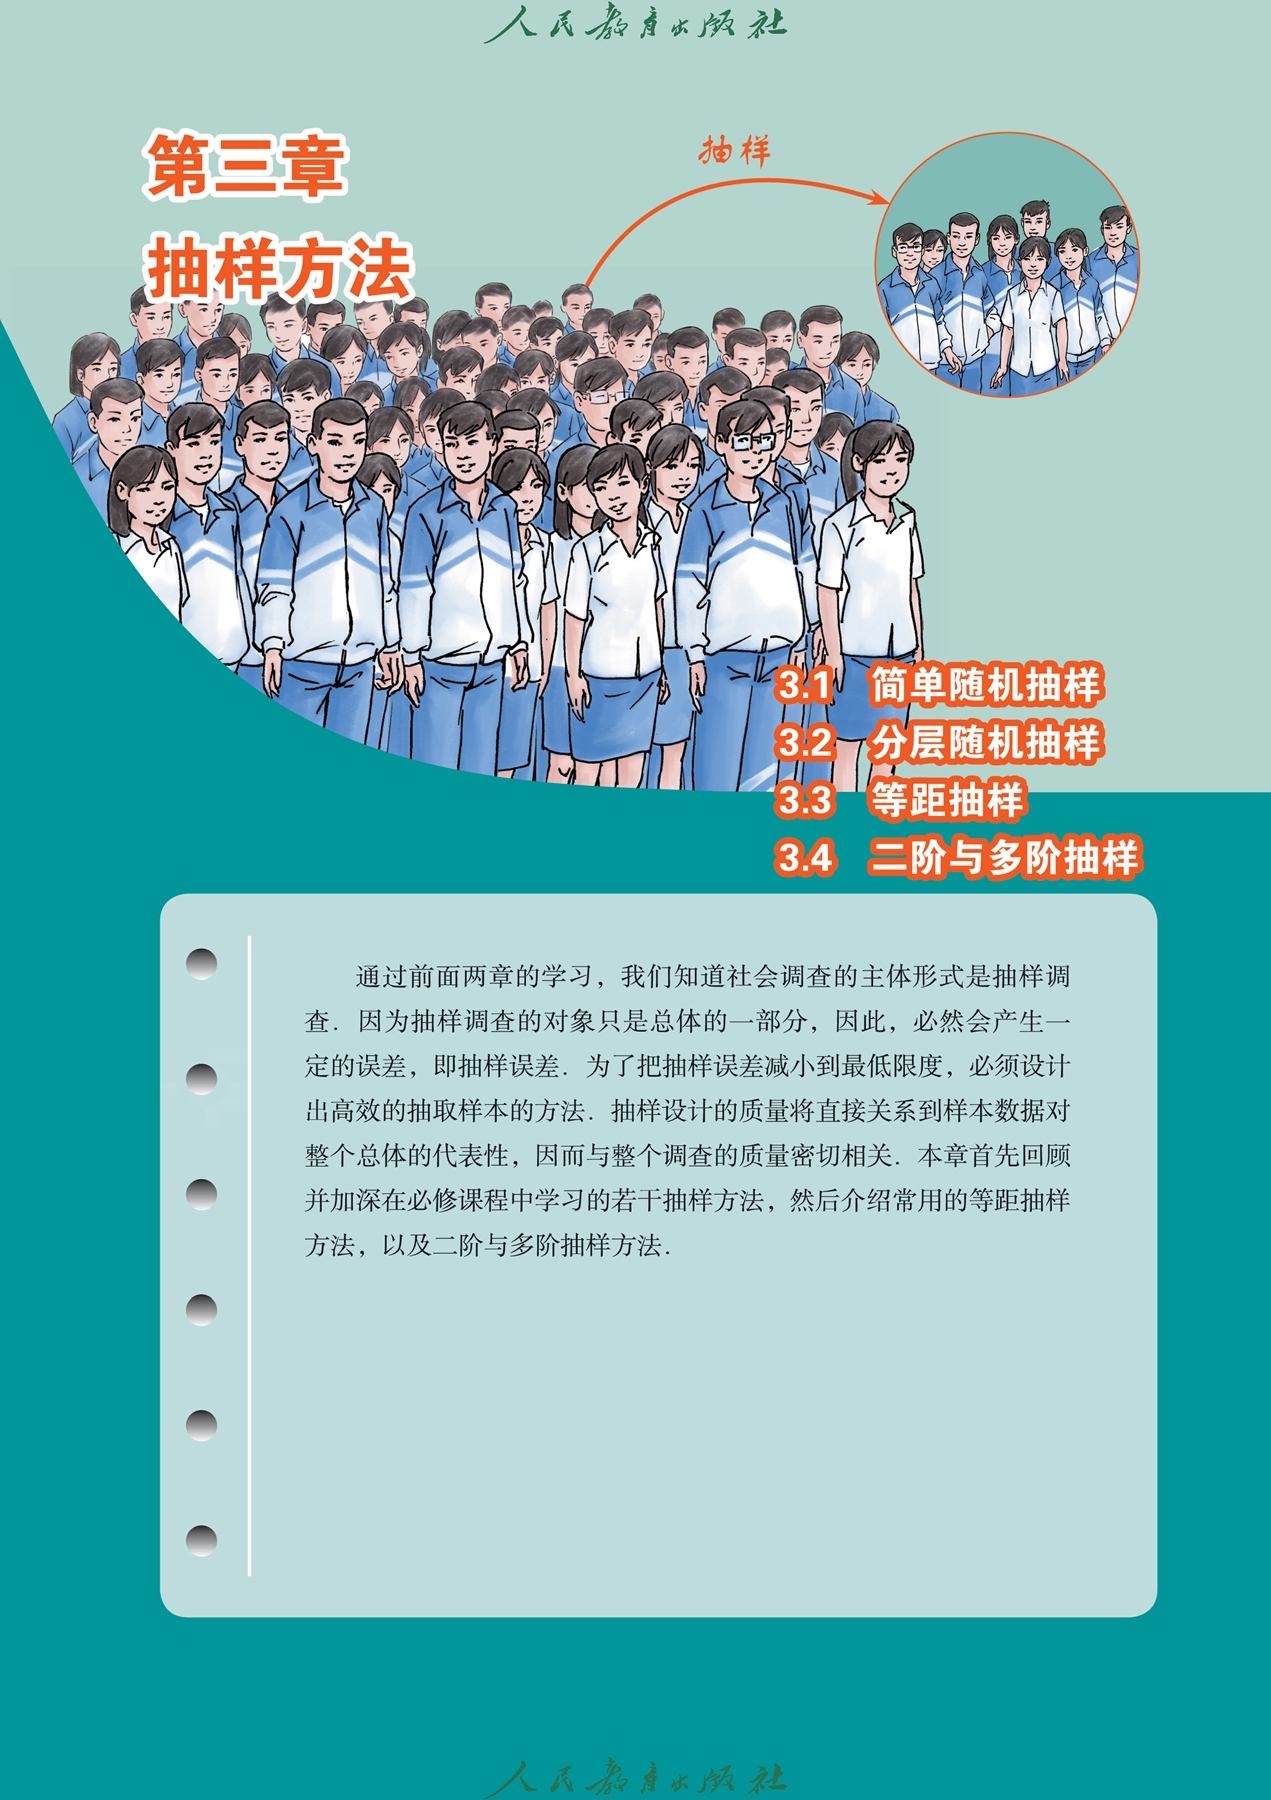 人民教育出版社
第三章
抽样方法
抽样
3.1 简单随机抽样
3.2 分层随机抽样
3.3 等距抽样
3.4 二阶与多阶抽样
通过前面两章的学习，我们知道社会调查的主体形式是抽样调
查．因为抽样调查的对象只是总体的一部分，因此，必然会产生一
定的误差，即抽样误差．为了把抽样误差减小到最低限度，必须设计
出高效的抽取样本的方法．抽样设计的质量将直接关系到样本数据对
整个总体的代表性，因而与整个调查的质量密切相关．本章首先回顾
并加深在必修课程中学习的若干抽样方法，然后介绍常用的等距抽样
方法，以及二阶与多阶抽样方法．
人民教育出版社